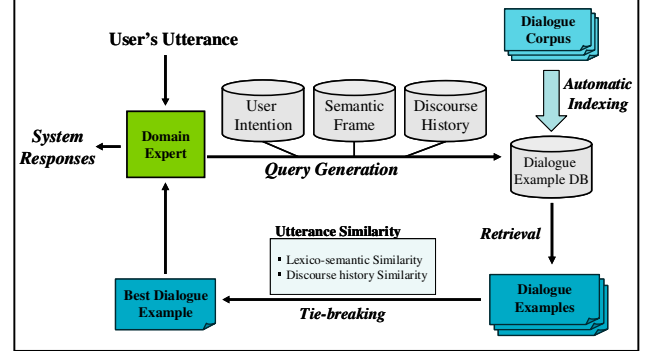 User's Utterance
Dialogue
Corpus
Automatic
Indexing
User
Intention
Semantic
Frame
Discourse
History
System
Responses
Domain
Expert
Query Generation
Dialogue
Example DB
Retrieval
Utterance Similarity
▪ Lexico-semantic Similarity
▪ Discourse history Similarity
Best Dialogue
Example
Tie-breaking
Dialogue
Examples